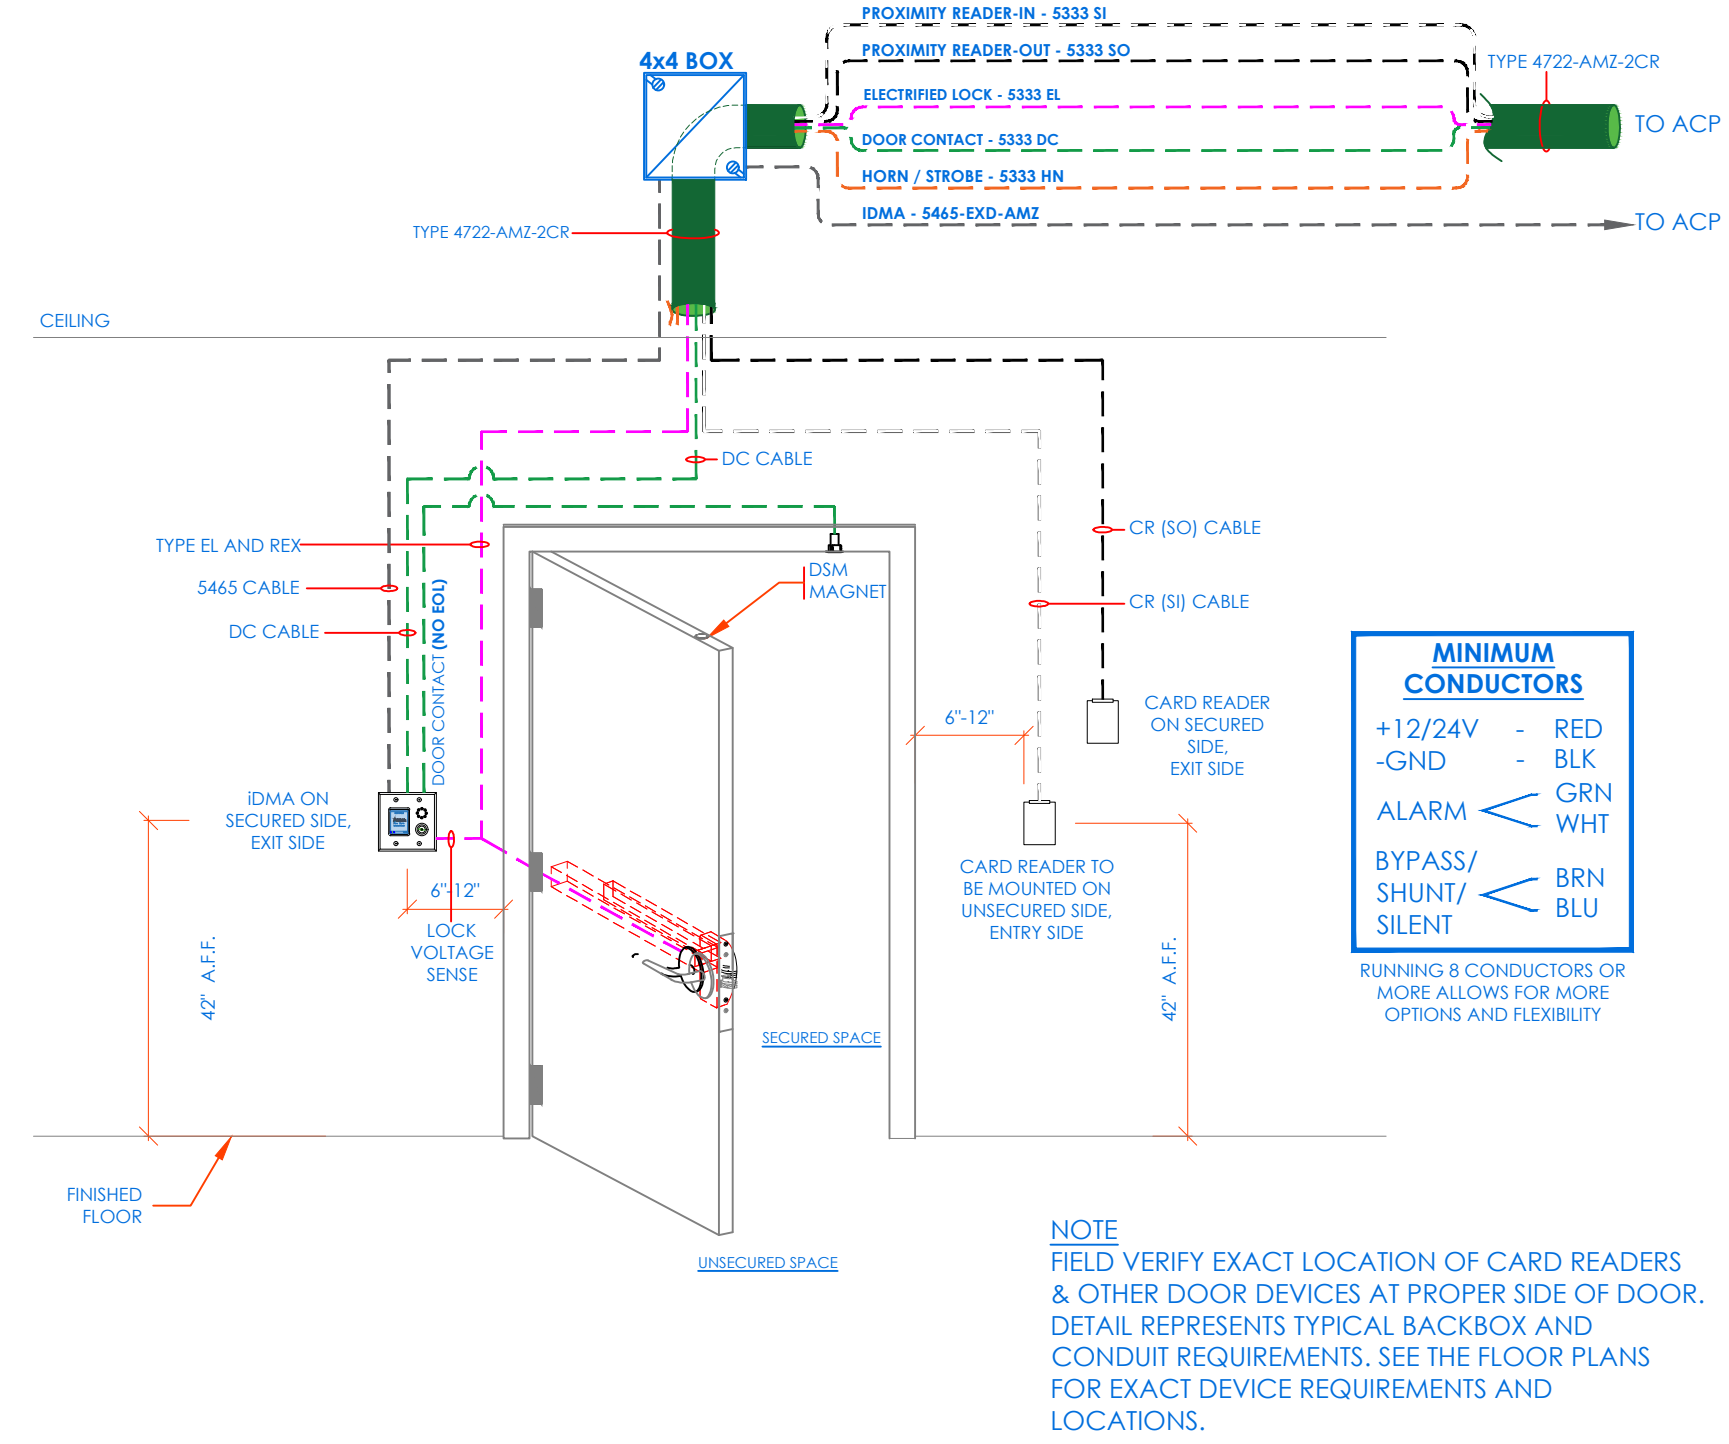 PROXIMITY READER-IN - 5333 SI
PROXIMITY READER-OUT - 5333 SO
4x4 BOX
TYPE 4722-AMZ-2CR
ELECTRIFIED LOCK - 5333 EL
TO ACP
DOOR CONTACT - 5333 DC
HORN / STROBE - 5333 HN
IDMA - 5465-EXD-AMZ
TO ACP
TYPE 4722-AMZ-2CR
CEILING
DC CABLE
CR (SO) CABLE
TYPE EL AND REX
DSM
MAGNET
5465 CABLE
CR (SI) CABLE
DC CABLE
DOOR CONTACT (NO EOL)
MINIMUM
CONDUCTORS
+12/24V - RED
-GND - BLK
ALARM GRN
WHT
BYPASS/
SHUNT/
SILENT
BRN
BLU
RUNNING 8 CONDUCTORS OR
MORE ALLOWS FOR MORE
OPTIONS AND FLEXIBILITY
6"-12"
CARD READER
ON SECURED
SIDE,
EXIT SIDE
iDMA ON
SECURED SIDE,
EXIT SIDE
CARD READER TO
BE MOUNTED ON
UNSECURED SIDE,
ENTRY SIDE
6"-12"
LOCK
VOLTAGE
SENSE
42" A.F.F.
42" A.F.F.
SECURED SPACE
FINISHED
FLOOR
UNSECURED SPACE
NOTE
FIELD VERIFY EXACT LOCATION OF CARD READERS
& OTHER DOOR DEVICES AT PROPER SIDE OF DOOR.
DETAIL REPRESENTS TYPICAL BACKBOX AND
CONDUIT REQUIREMENTS. SEE THE FLOOR PLANS
FOR EXACT DEVICE REQUIREMENTS AND
LOCATIONS.